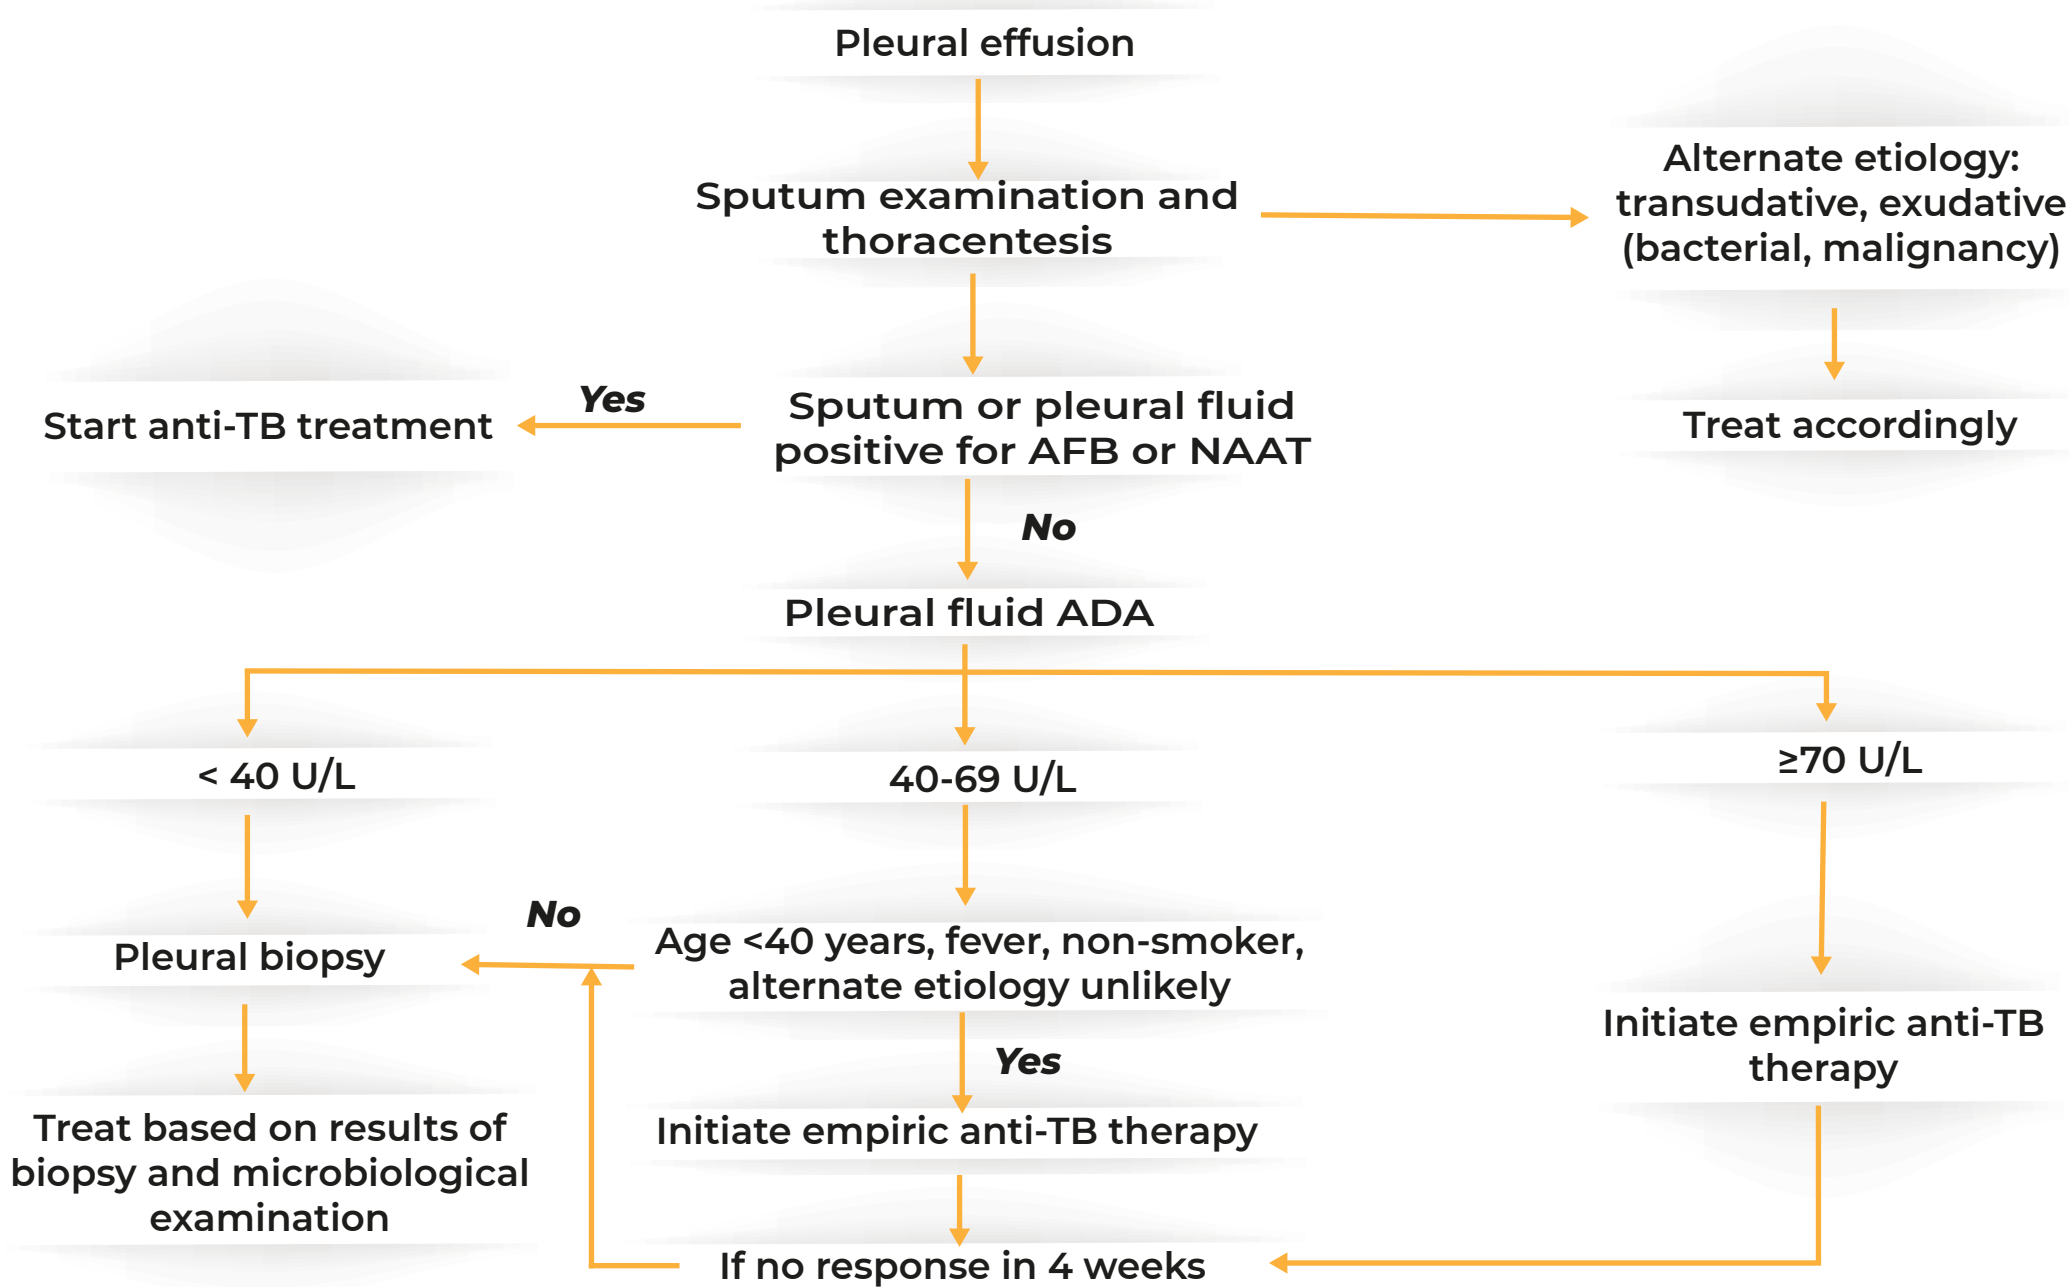 Pleural effusion
Sputum examination and
thoracentesis
Alternate etiology:
transudative, exudative
(bacterial, malignancy)
Treat accordingly
Sputum or pleural fluid
positive for AFB or NAAT
Yes
Start anti-TB treatment
No
Pleural fluid ADA
< 40 U/L
40-69 U/L
≥70 U/L
Pleural biopsy
No
Age <40 years, fever, non-smoker,
alternate etiology unlikely
Initiate empiric anti-TB
therapy
Yes
Treat based on results of
biopsy and microbiological
examination
Initiate empiric anti-TB therapy
If no response in 4 weeks